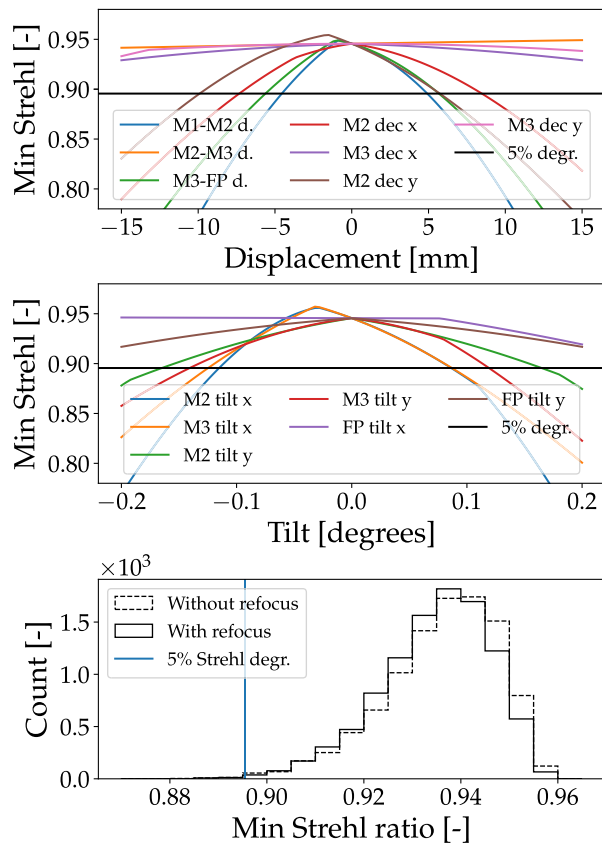 Min Strehl [-]
0.95
0.90
0.85
0.80
M1-M2 d.
M2-M3 d.
M3-FP d.
M2 dec x
M3 dec x
M2 dec y
M3 dec y
5% degr.
−15
−10
−5
0
5
10
15
Displacement [mm]
Min Strehl [-]
0.95
0.90
0.85
0.80
M2 tilt x
M3 tilt x
M2 tilt y
M3 tilt y
FP tilt x
FP tilt y
5% degr.
−0.2
−0.1
0.0
0.1
0.2
Tilt [degrees]
×10³
Count [-]
1.5
1.0
0.5
0.0
Without refocus
With refocus
5% Strehl degr.
0.88
0.90
0.92
0.94
0.96
Min Strehl ratio [-]